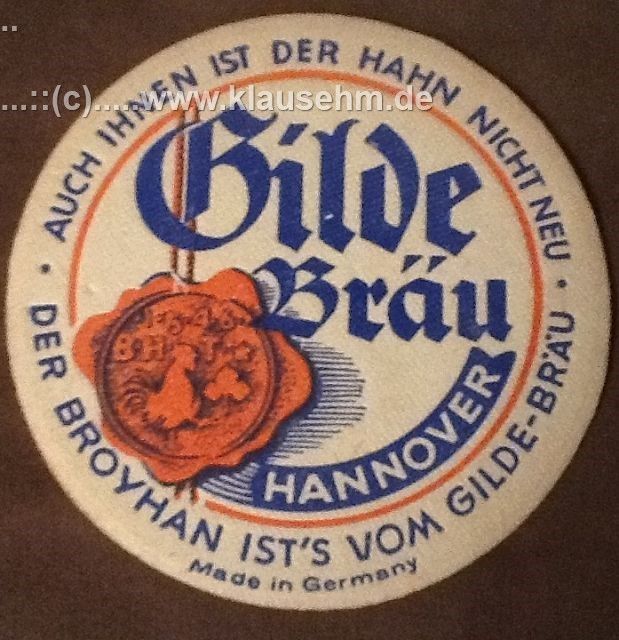 ...::(c).....www.klausehm.de
..
· AUCH IHNEN IST DER HAHN NICHT NEU ·
Gilde
Bräu
HANNOVER
DER BROYHAN IST'S VOM GILDE-BRÄU
Made in Germany